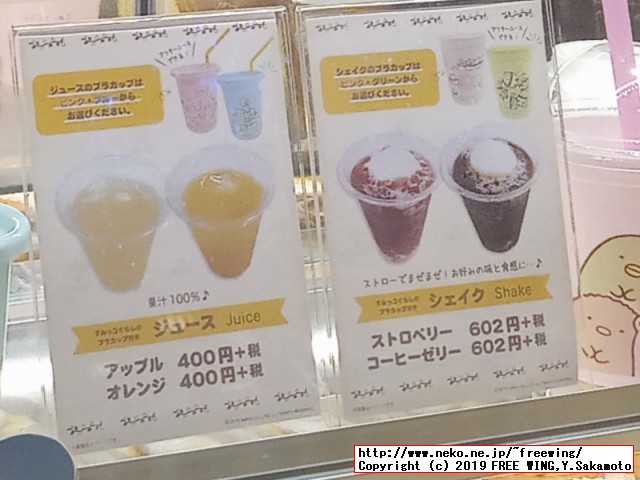 ジュースのプラカップは
ピンク・ブルーから
お選びください。
果汁100%♪
すみっコぐらしの
プラカップ付き
ジュース Juice
アップル 400円+税
オレンジ 400円+税
シェイクのプラカップは
ピンク・グリーンから
お選びください。
ストローでまぜまぜ!お好みの味と食感に…♪
すみっコぐらしの
プラカップ付き
シェイク Shake
ストロベリー 602円+税
コーヒーゼリー 602円+税
http://www.neko.ne.jp/~freewing/
Copyright (c) 2019 FREE WING,Y.Sakamoto